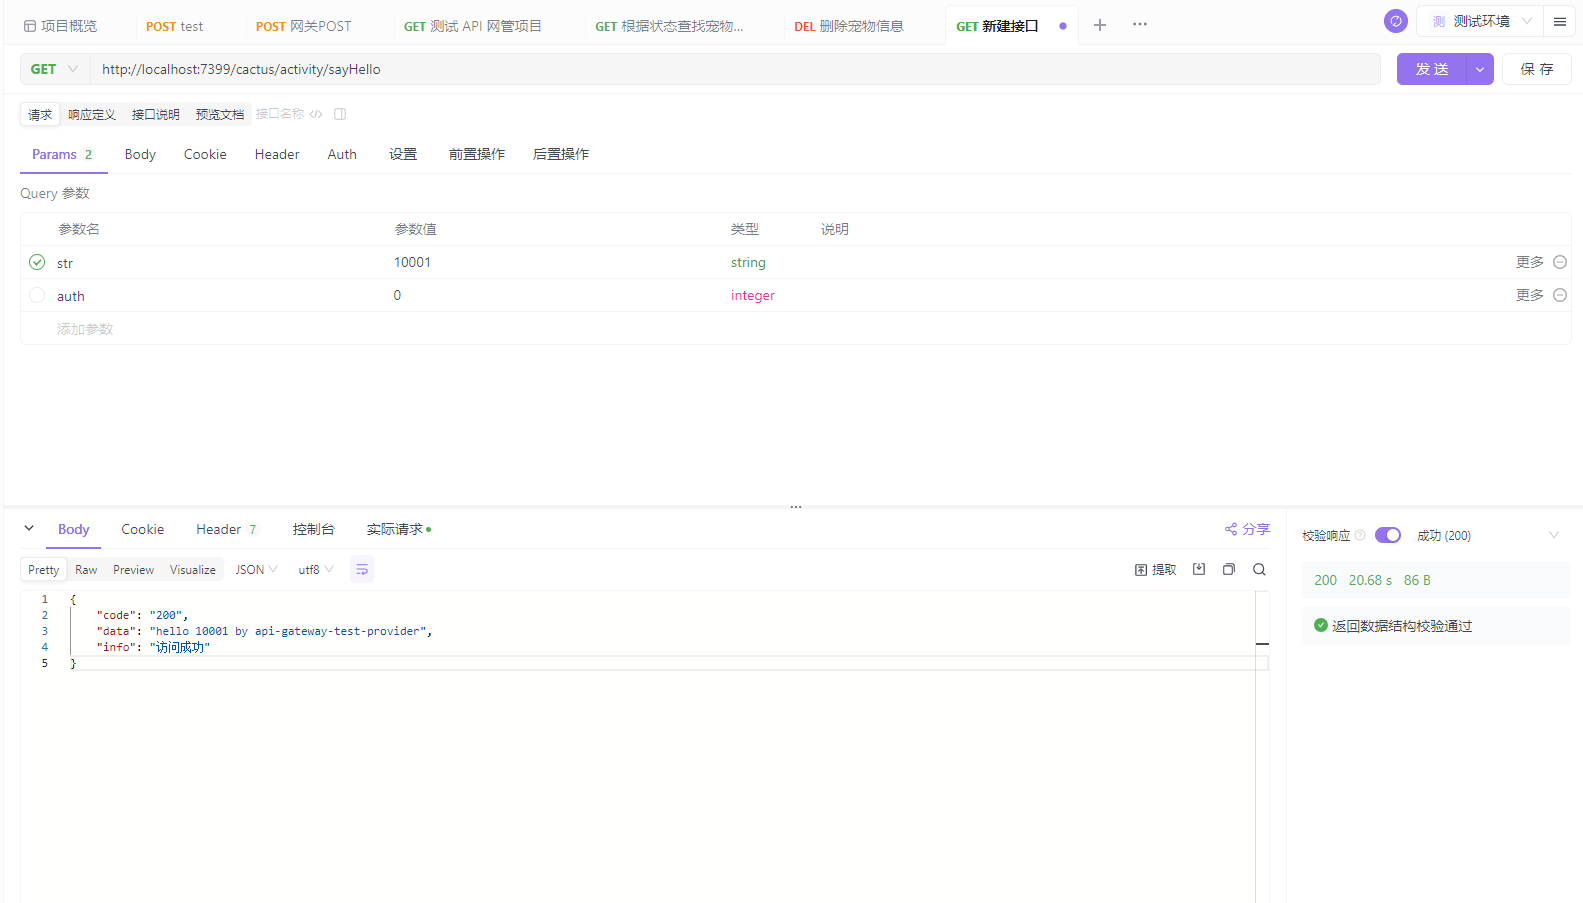 项目概览 POST test POST 网关POST GET 测试 API 网管项目 GET 根据状态查找宠物... DEL 删除宠物信息 GET 新建接口 测 测试环境
GET http://localhost:7399/cactus/activity/sayHello 发 送 保 存
请求 响应定义 接口说明 预览文档 接口名称
Params 2 Body Cookie Header Auth 设置 前置操作 后置操作
Query 参数
参数名 参数值 类型 说明
str 10001 string 更多
auth 0 integer 更多
添加参数
Body Cookie Header 7 控制台 实际请求 分享 校验响应 成功 (200)
Pretty Raw Preview Visualize JSON utf8 提取
200 20.68 s 86 B
返回数据结构校验通过
1 {
2 "code": "200",
3 "data": "hello 10001 by api-gateway-test-provider",
4 "info": "访问成功"
5 }